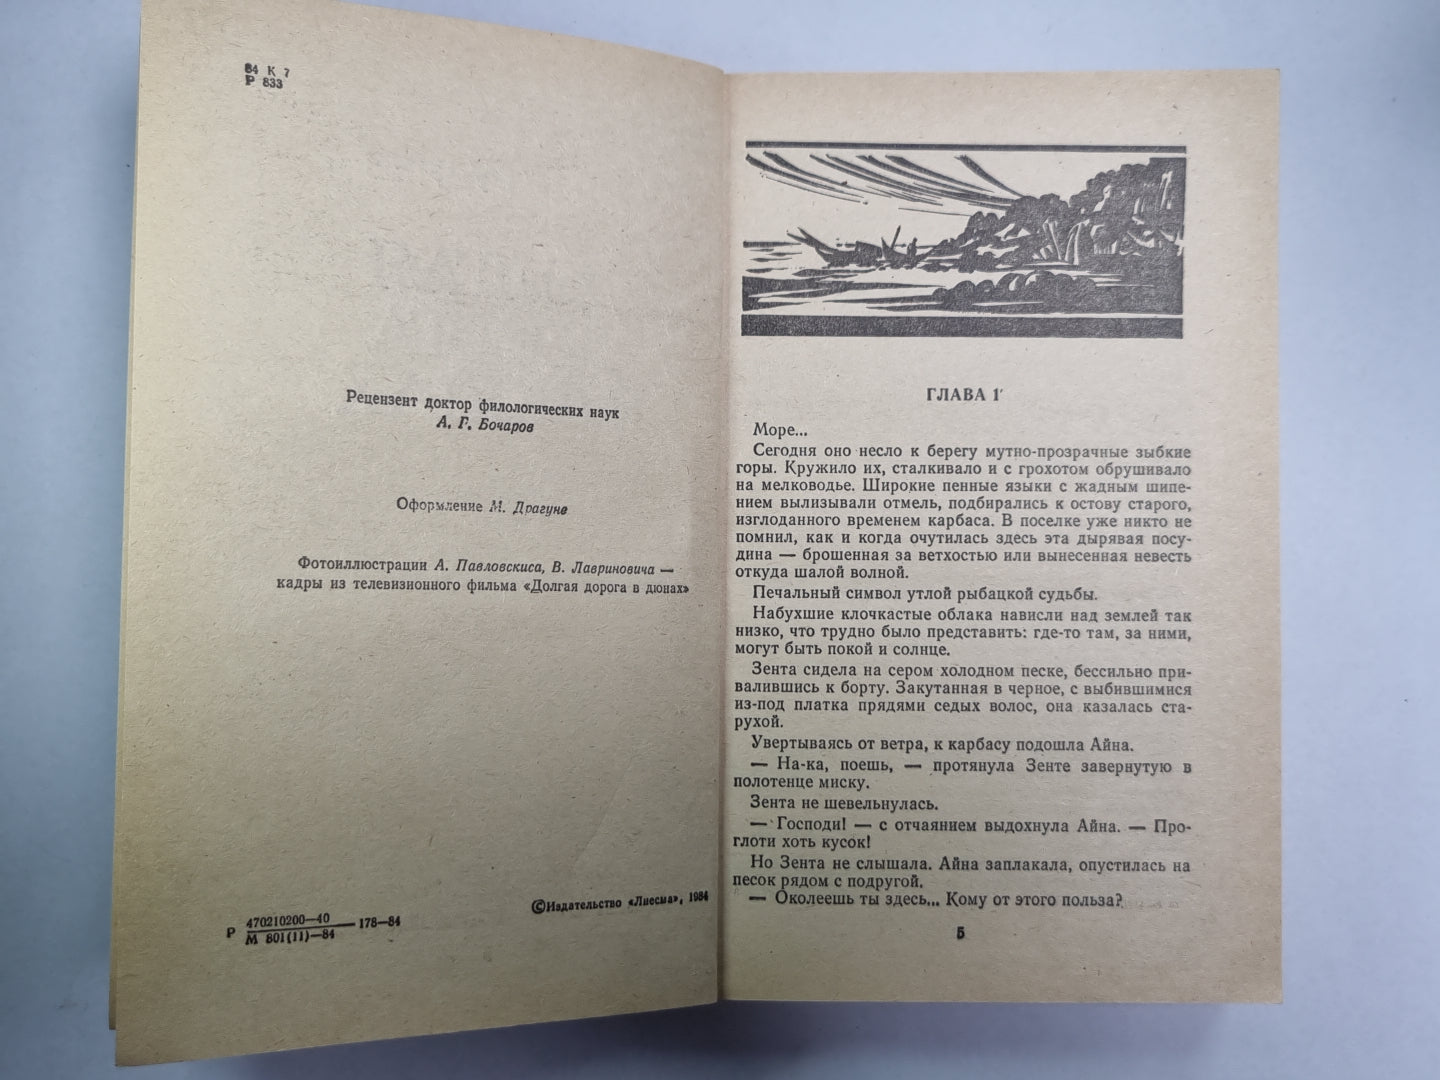 84 К 7
Р 833
Рецензент доктор филологических наук
А. Г. Бочаров
Оформление М. Драгуне
Фотоиллюстрации А. Павловскиса, В. Лавриновича —
кадры из телевизионного фильма «Долгая дорога в дюнах»
Р 470210200—40
М 801(11)—84 178—84
©Издательство «Лиесма», 1984
ГЛАВА 1
Море...
Сегодня оно несло к берегу мутно-прозрачные зыбкие
горы. Кружило их, сталкивало и с грохотом обрушивало
на мелководье. Широкие пенные языки с жадным шипе-
нием вылизывали отмель, подбирались к остову старого,
изглоданного временем карбаса. В поселке уже никто не
помнил, как и когда очутилась здесь эта дырявая посу-
дина — брошенная за ветхостью или вынесенная невесть
откуда шалой волной.
Печальный символ утлой рыбацкой судьбы.
Набухшие клочкастые облака нависли над землей так
низко, что трудно было представить: где-то там, за ними,
могут быть покой и солнце.
Зента сидела на сером холодном песке, бессильно при-
валившись к борту. Закутанная в черное, с выбившимися
из-под платка прядями седых волос, она казалась ста-
рухой.
Увертываясь от ветра, к карбасу подошла Айна.
— На-ка, поешь, — протянула Зенте завернутую в
полотенце миску.
Зента не шевельнулась.
— Господи! — с отчаянием выдохнула Айна. — Про-
глоти хоть кусок!
Но Зента не слышала. Айна заплакала, опустилась на
песок рядом с подругой.
— Околеешь ты здесь... Кому от этого польза?
5